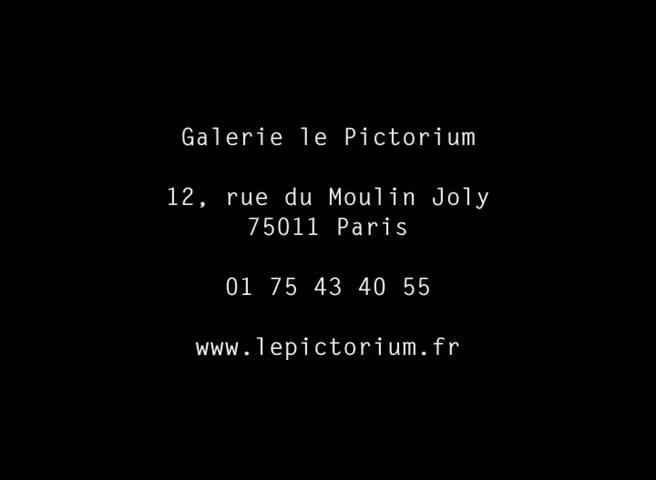 Galerie le Pictorium
12, rue du Moulin Joly
75011 Paris
01 75 43 40 55
www.lepictorium.fr